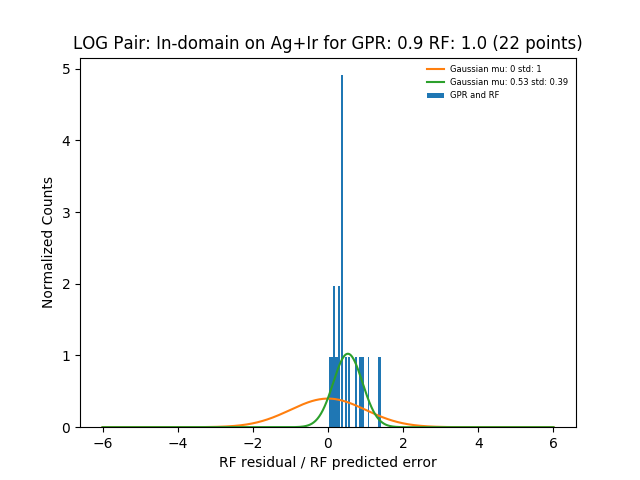 LOG Pair: In-domain on Ag+Ir for GPR: 0.9 RF: 1.0 (22 points)
Gaussian mu: 0 std: 1
Gaussian mu: 0.53 std: 0.39
GPR and RF
Normalized Counts
5
4
3
2
1
0
−6 −4 −2 0 2 4 6
RF residual / RF predicted error